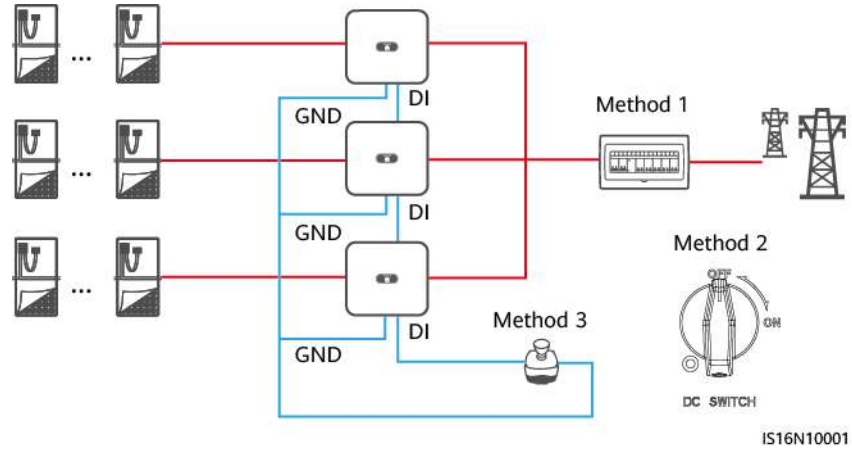 ...
DI
GND
Method 1
...
DI
GND
Method 2
OFF
ON
...
Method 3
DI
GND
DC SWITCH
IS16N10001